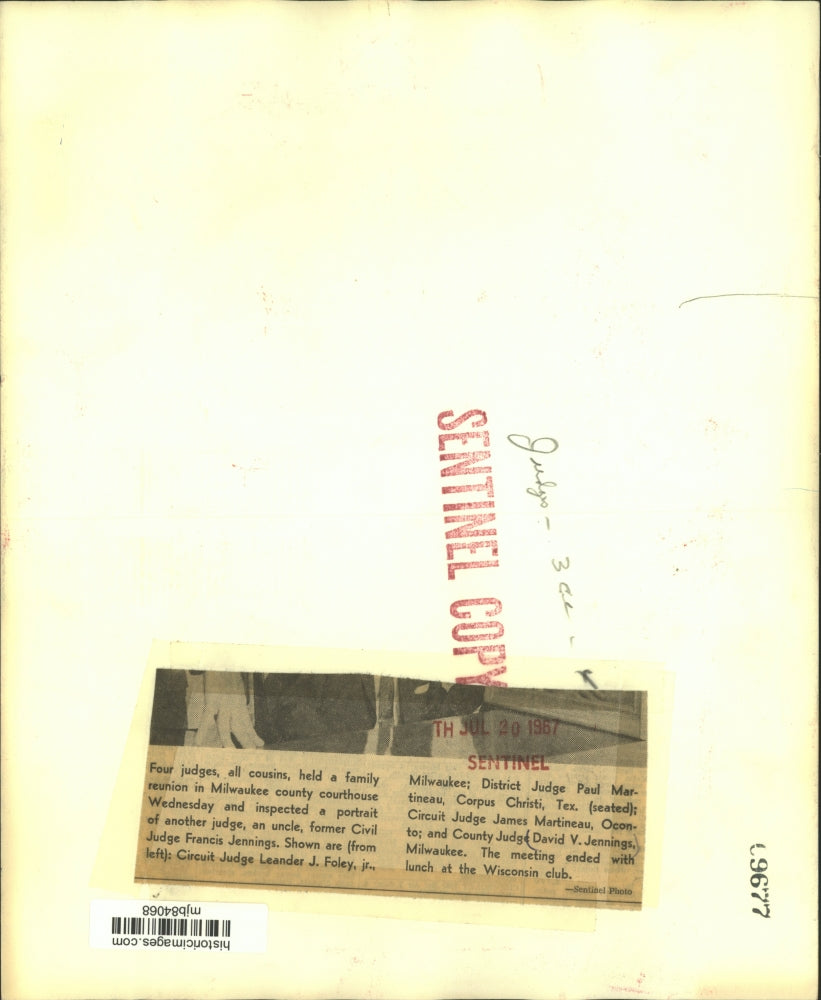 SENTINEL COPY
Judges - 3 col -
TH JUL 20 1967
SENTINEL
Four judges, all cousins, held a family
reunion in Milwaukee county courthouse
Wednesday and inspected a portrait
of another judge, an uncle, former Civil
Judge Francis Jennings. Shown are (from
left): Circuit Judge Leander J. Foley, jr.,
Milwaukee; District Judge Paul Mar-
tineau, Corpus Christi, Tex. (seated);
Circuit Judge James Martineau, Ocon-
to; and County Judge David V. Jennings,
Milwaukee. The meeting ended with
lunch at the Wisconsin club.
—Sentinel Photo
historicimages.com
mjb84068